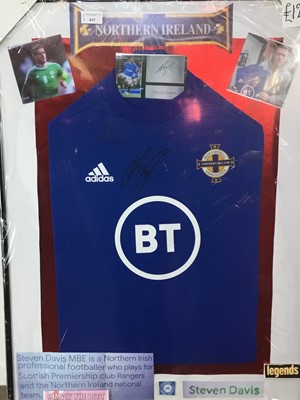 NORTHERN IRELAND
adidas
BT
Steven Davis MBE is a Northern Irish
professional footballer who plays for
Scottish Premiership club Rangers
and the Northern Ireland national
team.
Steven Davis
legends